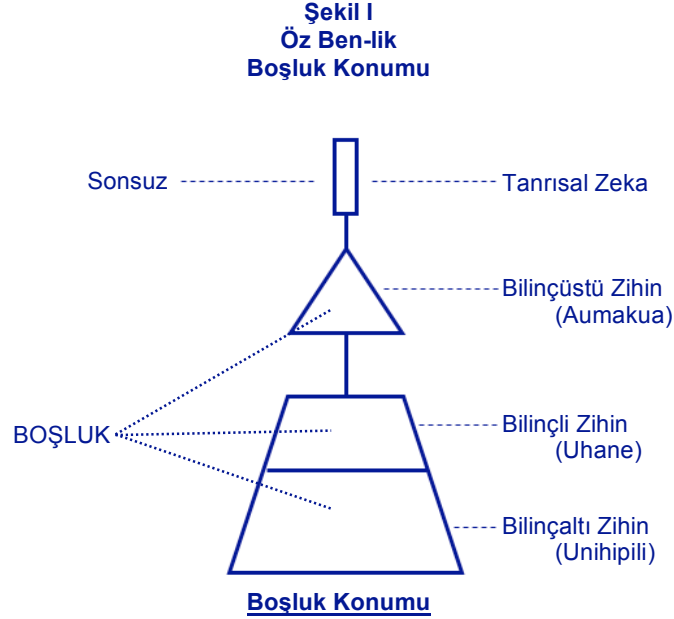 Şekil I
Öz Ben-lik
Boşluk Konumu
Sonsuz
Tanrısal Zeka
Bilinçüstü Zihin
(Aumakua)
BOŞLUK
Bilinçli Zihin
(Uhane)
Bilinçaltı Zihin
(Unihipili)
Boşluk Konumu